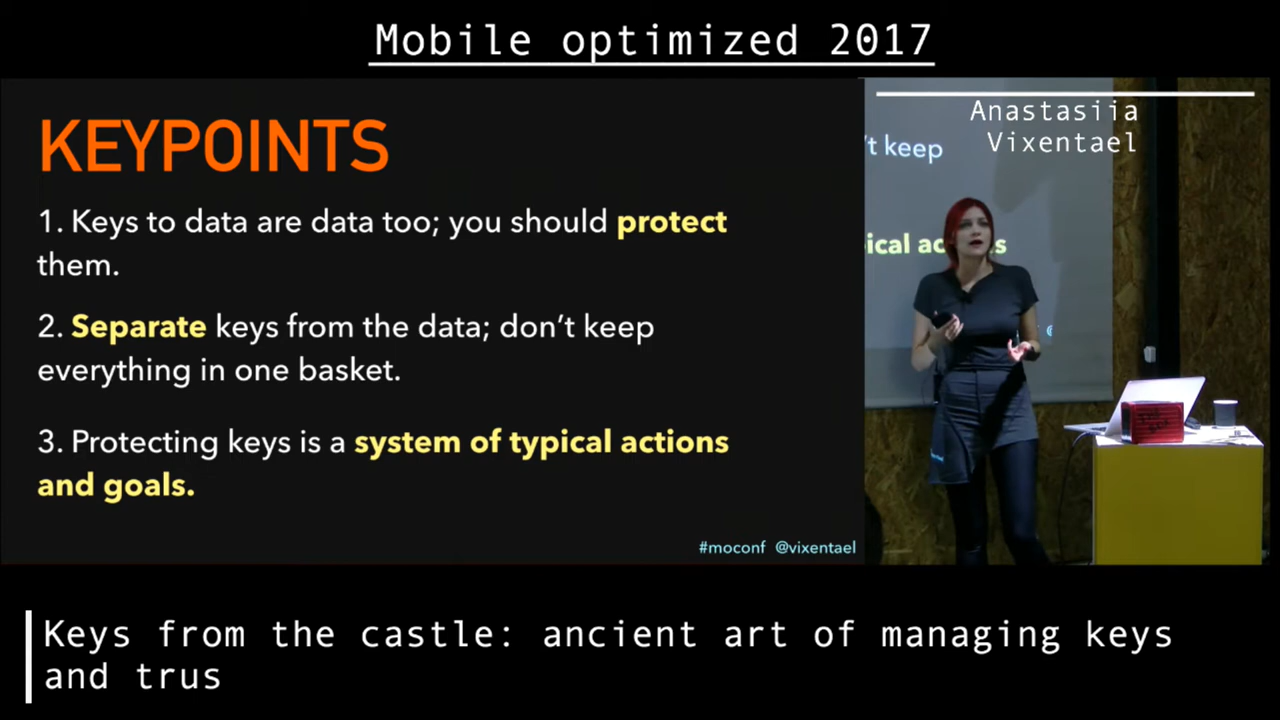 Mobile optimized 2017
KEYPOINTS
1. Keys to data are data too; you should protect
them.
2. Separate keys from the data; don’t keep
everything in one basket.
3. Protecting keys is a system of typical actions
and goals.
#moconf @vixentael
Anastasiia
Vixentael
’t keep
ical ac s
@
Keys from the castle: ancient art of managing keys
and trus